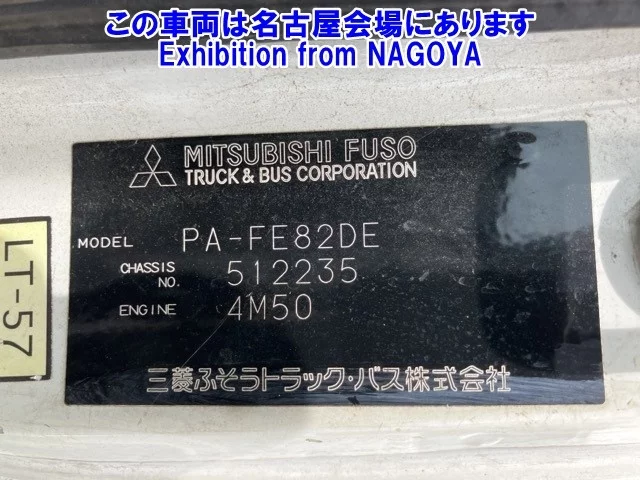 この車両は名古屋会場にあります
Exhibition from NAGOYA
MITSUBISHI FUSO
TRUCK & BUS CORPORATION
MODEL PA-FE82DE
CHASSIS NO. 512235
ENGINE 4M50
三菱ふそうトラック・バス株式会社
LT-57